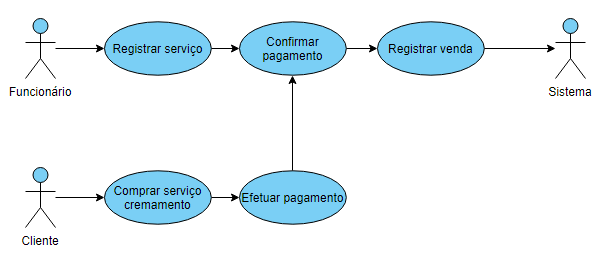 Registrar serviço
Confirmar
pagamento
Registrar venda
Funcionário
Sistema
Comprar serviço
cremamento
Efetuar pagamento
Cliente